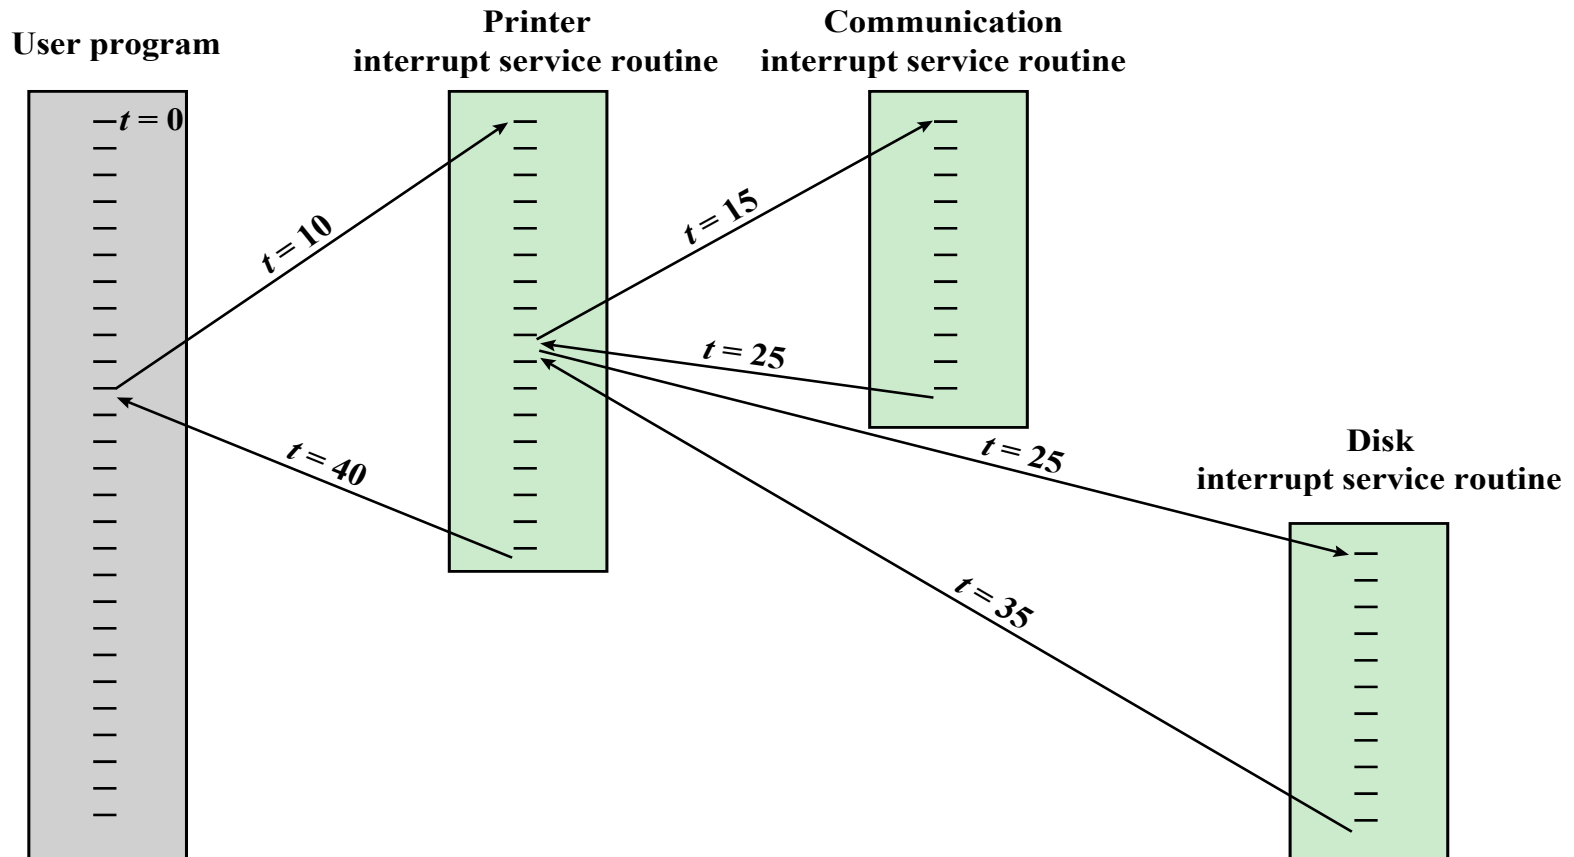 User program
Printer
interrupt service routine
Communication
interrupt service routine
t = 0
t = 10
t = 15
t = 25
t = 40
t = 25
Disk
interrupt service routine
t = 35